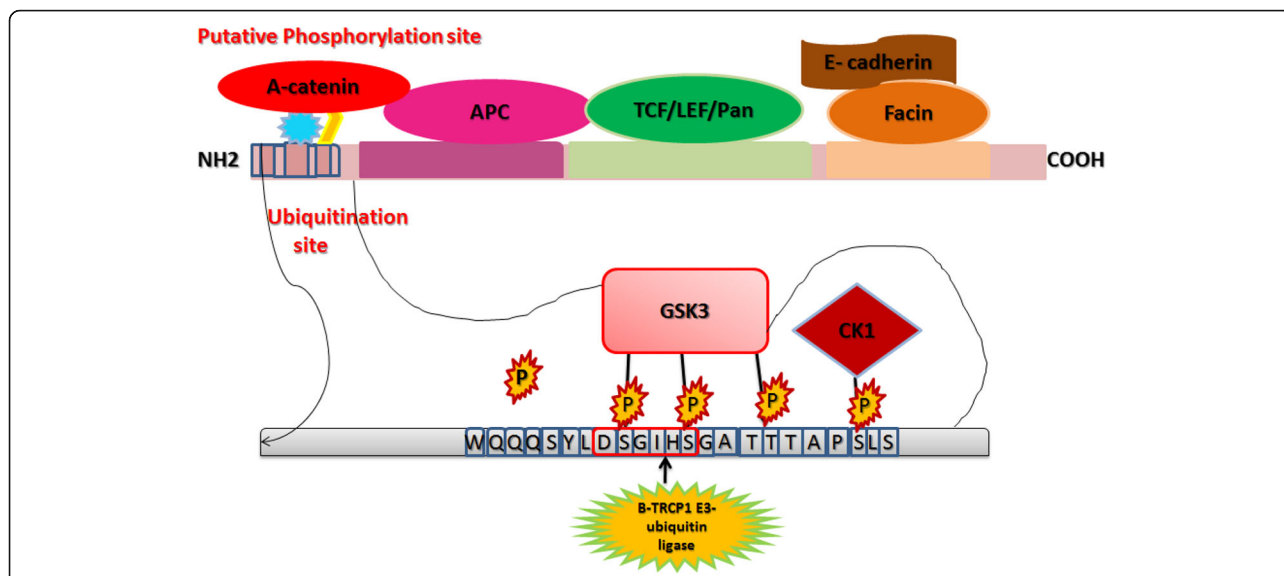 Putative Phosphorylation site
A-catenin
APC
TCF/LEF/Pan
E- cadherin
Facin
NH2
COOH
Ubiquitination
site
GSK3
CK1
P
P
P
P
P
WQQQSYLDSGIHSGATTTAPSLS
B-TRCP1 E3-
ubiquitin
ligase